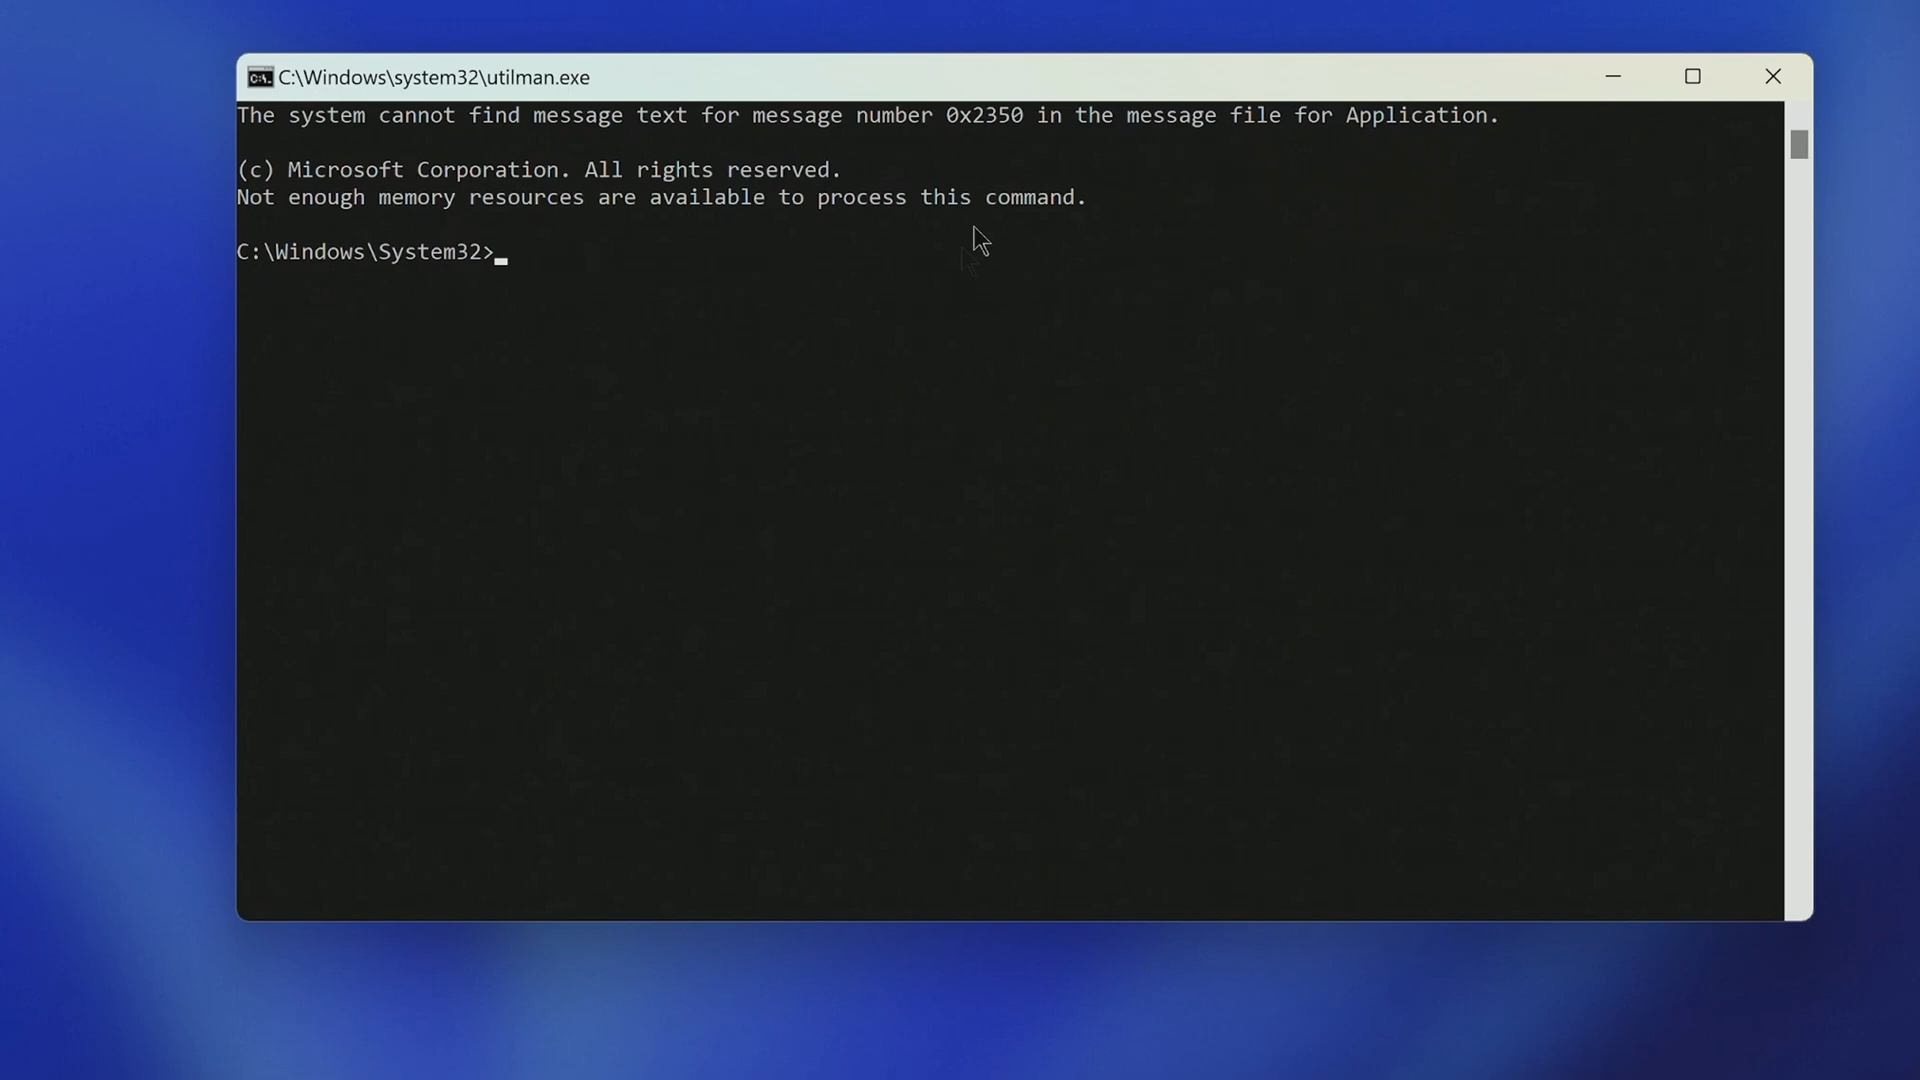 C:\Windows\system32\utilman.exe
The system cannot find message text for message number 0x2350 in the message file for Application.
(c) Microsoft Corporation. All rights reserved.
Not enough memory resources are available to process this command.
C:\Windows\System32>